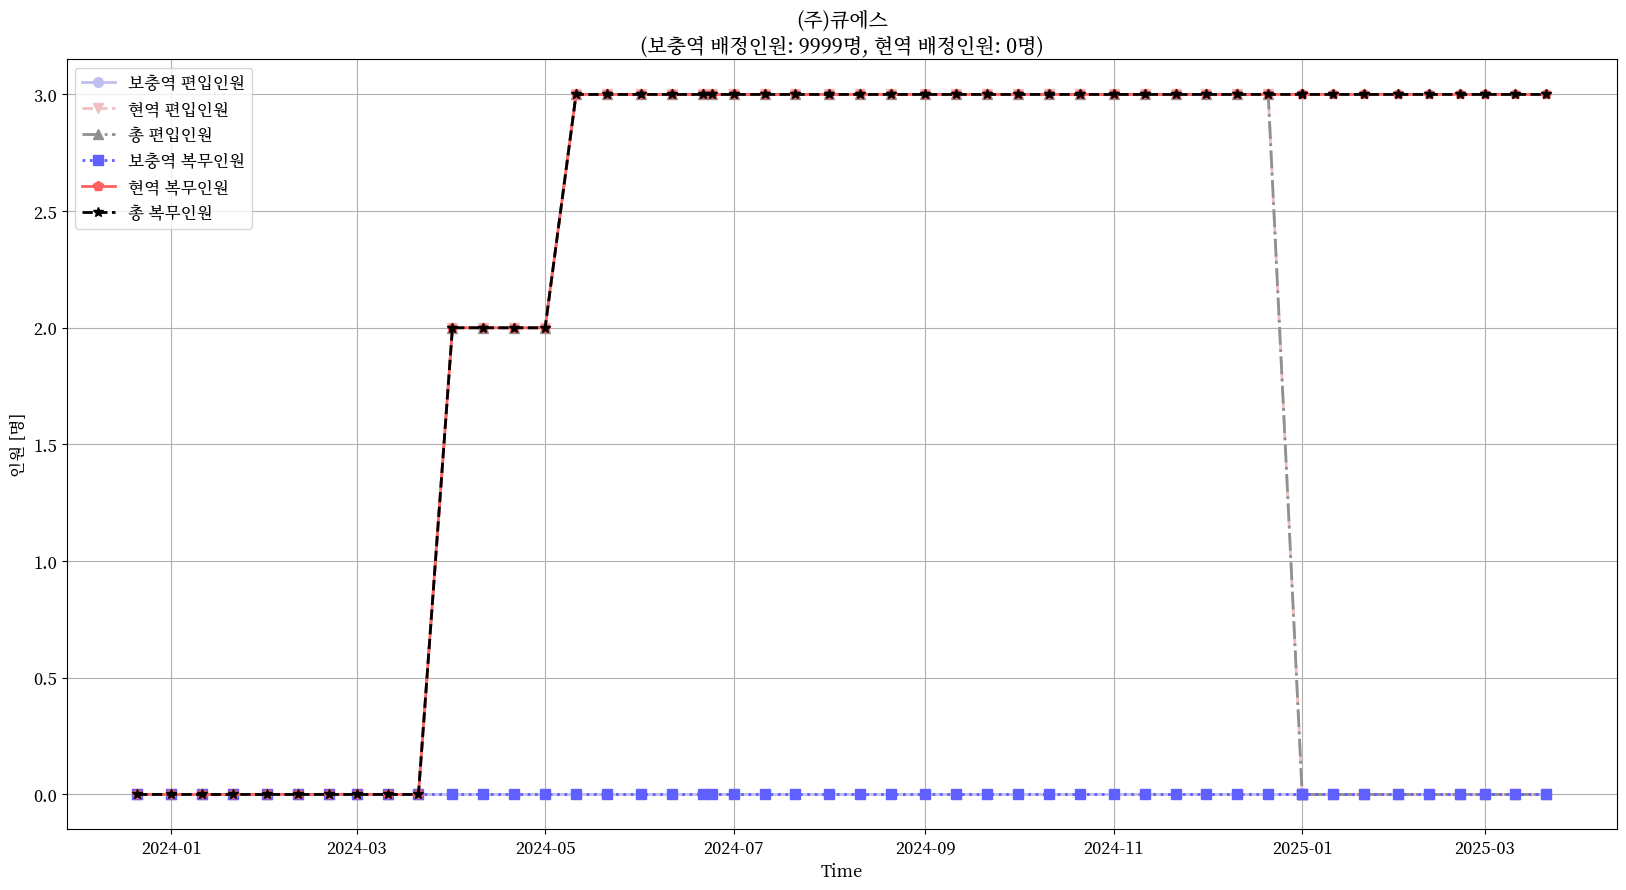 (주)큐에스
(보충역 배정인원: 9999명, 현역 배정인원: 0명)
보충역 편입인원
현역 편입인원
총 편입인원
보충역 복무인원
현역 복무인원
총 복무인원
3.0
2.5
2.0
1.5
1.0
0.5
0.0
인원 [명]
2024-01
2024-03
2024-05
2024-07
2024-09
2024-11
2025-01
2025-03
Time